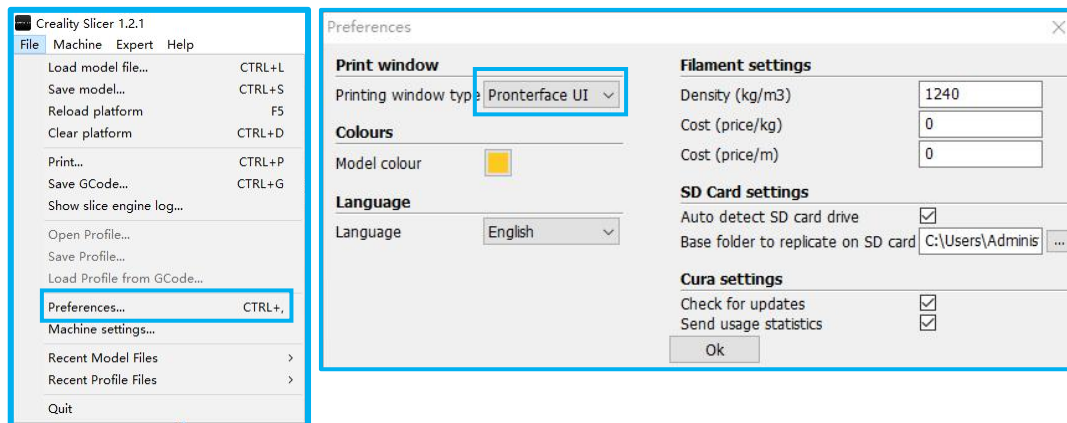 Creality Slicer 1.2.1
File Machine Expert Help
Load model file... CTRL+L
Save model... CTRL+S
Reload platform F5
Clear platform CTRL+D
Print... CTRL+P
Save GCode... CTRL+G
Show slice engine log...
Open Profile...
Save Profile...
Load Profile from GCode...
Preferences... CTRL+,
Machine settings...
Recent Model Files >
Recent Profile Files >
Quit
Preferences
Print window
Printing window type Pronterface UI
Colours
Model colour
Language
Language English
Filament settings
Density (kg/m3) 1240
Cost (price/kg) 0
Cost (price/m) 0
SD Card settings
Auto detect SD card drive
Base folder to replicate on SD card C:\Users\Adminis ...
Cura settings
Check for updates
Send usage statistics
Ok